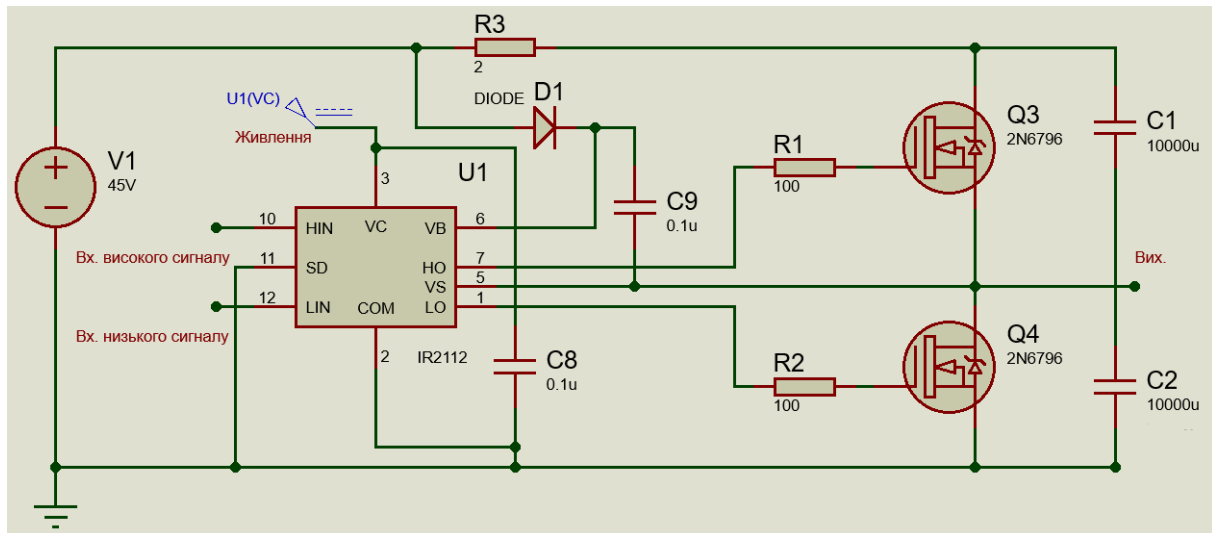 R3
2
U1(VC)
Живлення
DIODE
D1
V1
45V
U1
3
VC
10
HIN
11
SD
12
LIN
COM
2
IR2112
VB
6
HO
7
VS
5
LO
1
Вх. високого сигналу
Вх. низького сигналу
C9
0.1u
C8
0.1u
R1
100
R2
100
Q3
2N6796
Q4
2N6796
C1
10000u
Вих.
C2
10000u